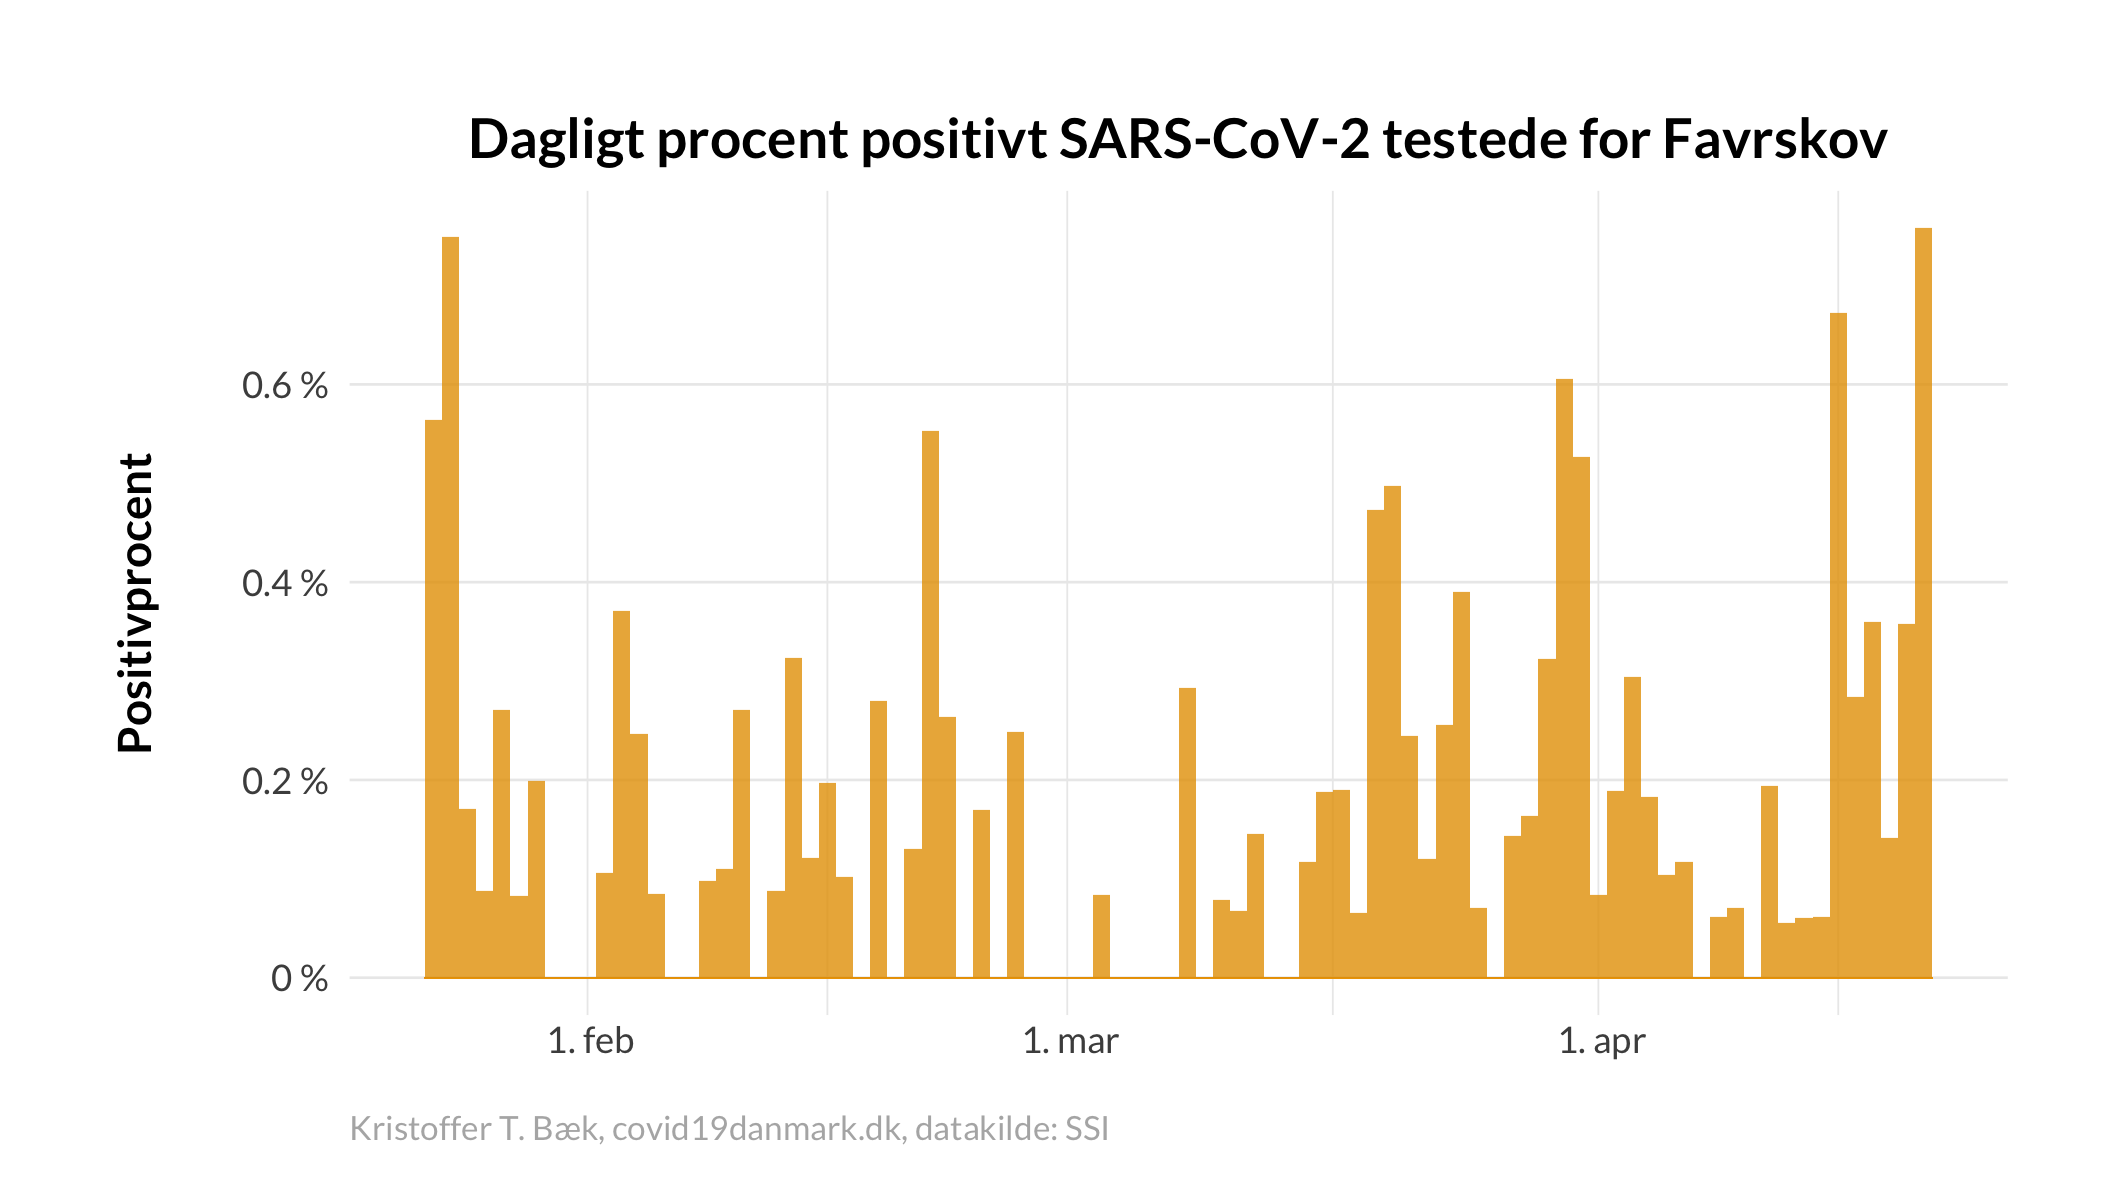 Dagligt procent positivt SARS-CoV-2 testede for Favrskov
Positivprocent
0.6 %
0.4 %
0.2 %
0 %
1. feb
1. mar
1. apr
Kristoffer T. Bæk, covid19danmark.dk, datakilde: SSI